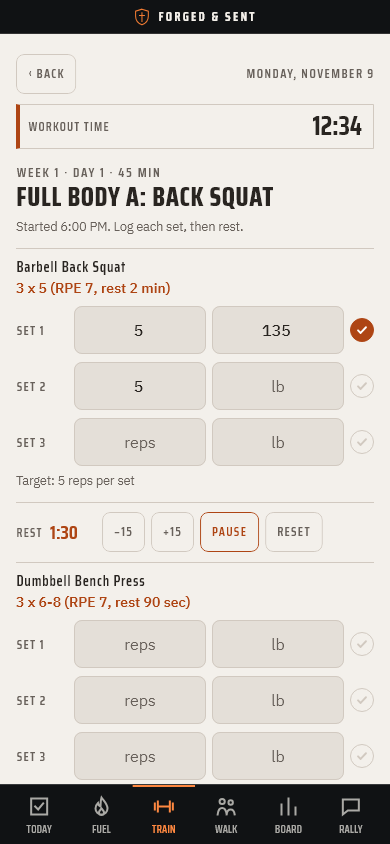 FORGED & SENT
‹ BACK
MONDAY, NOVEMBER 9
WORKOUT TIME 12:34
WEEK 1 · DAY 1 · 45 MIN
FULL BODY A: BACK SQUAT
Started 6:00 PM. Log each set, then rest.
Barbell Back Squat
3 x 5 (RPE 7, rest 2 min)
SET 1 5 135
SET 2 5 lb
SET 3 reps lb
Target: 5 reps per set
REST 1:30 −15 +15 PAUSE RESET
Dumbbell Bench Press
3 x 6-8 (RPE 7, rest 90 sec)
SET 1 reps lb
SET 2 reps lb
SET 3 reps lb
TODAY FUEL TRAIN WALK BOARD RALLY